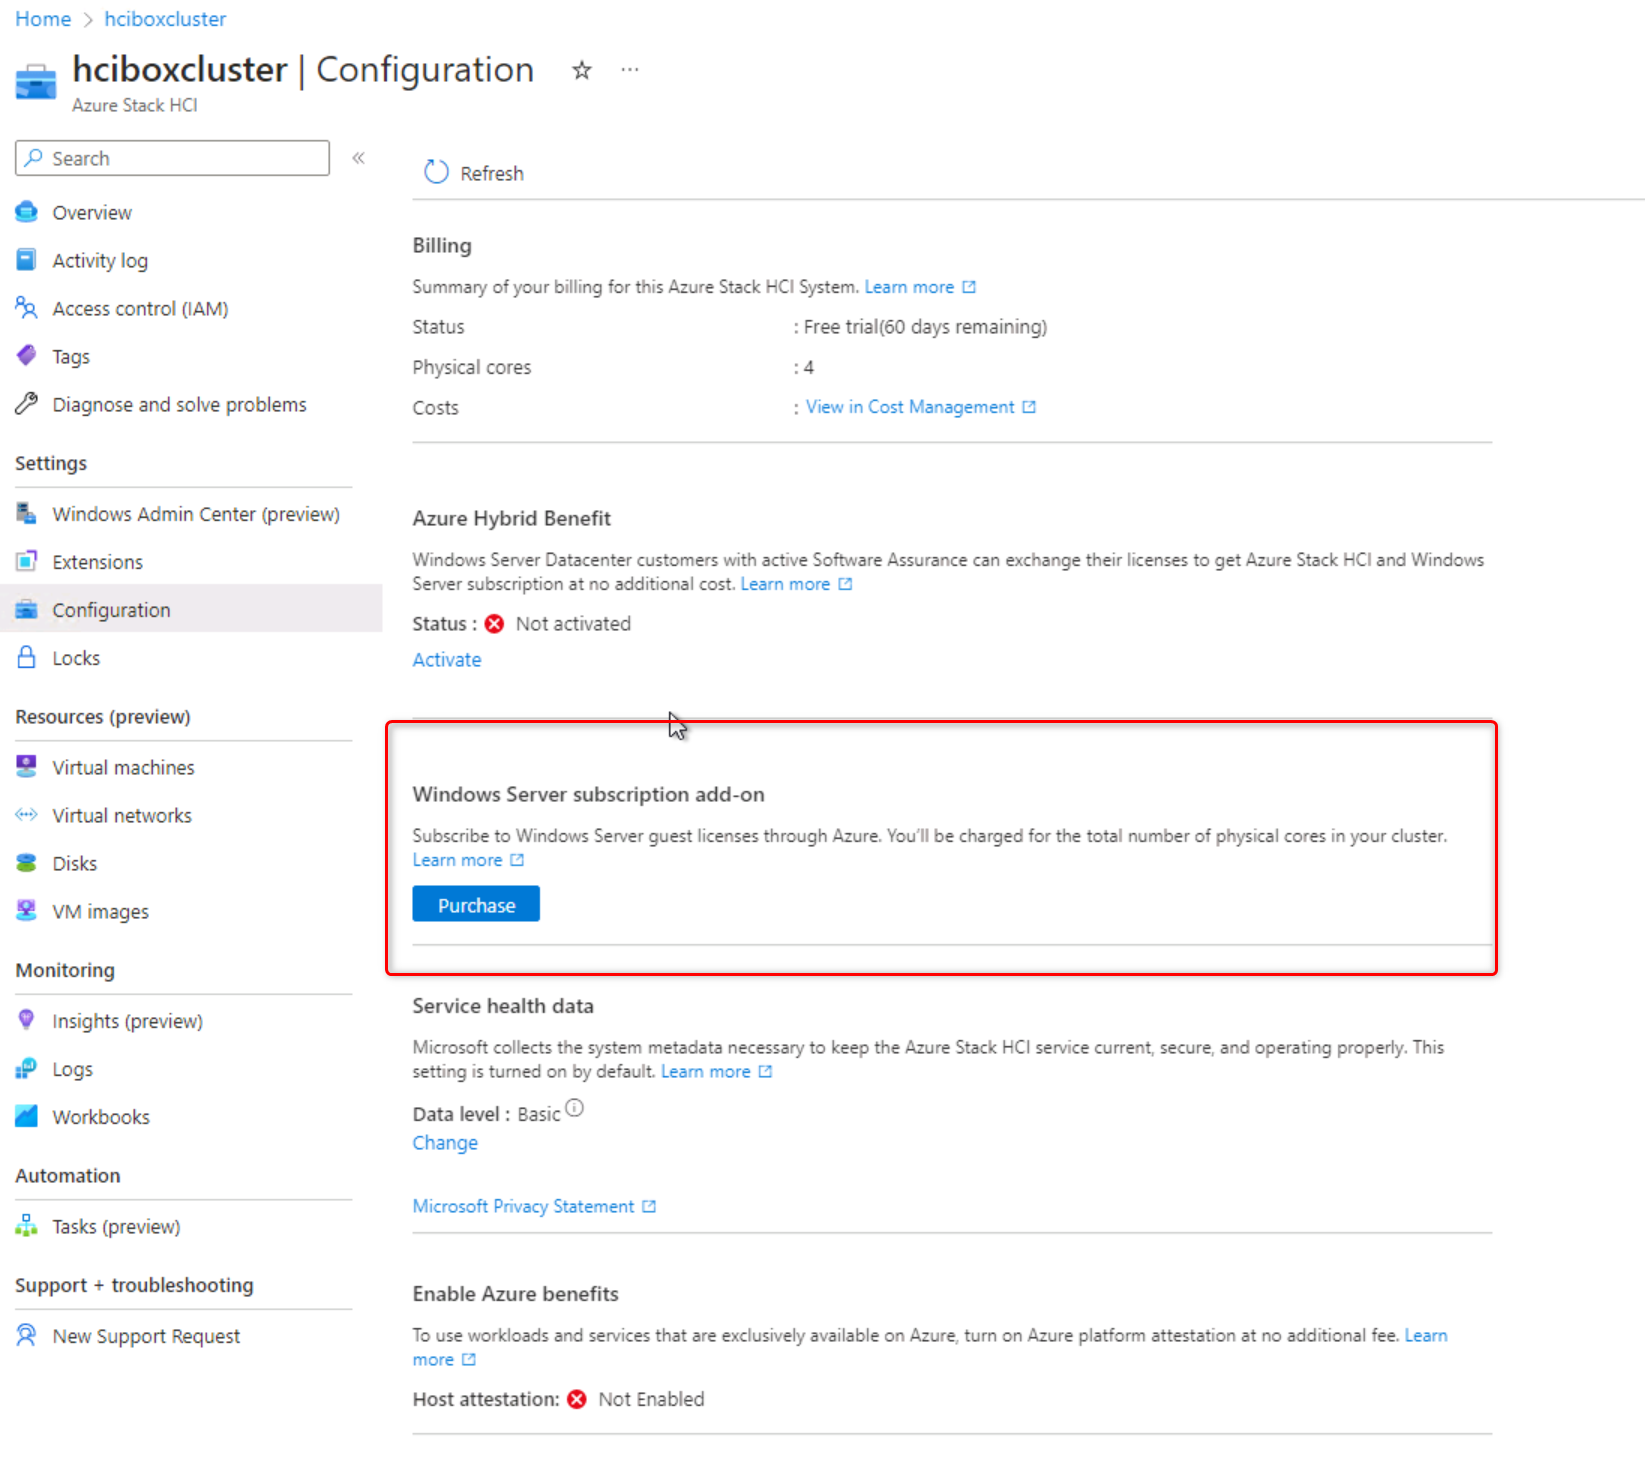 Home > hciboxcluster
hciboxcluster | Configuration ☆ ···
Azure Stack HCI
Search «
Overview
Activity log
Access control (IAM)
Tags
Diagnose and solve problems
Settings
Windows Admin Center (preview)
Extensions
Configuration
Locks
Resources (preview)
Virtual machines
Virtual networks
Disks
VM images
Monitoring
Insights (preview)
Logs
Workbooks
Automation
Tasks (preview)
Support + troubleshooting
New Support Request
Refresh
Billing
Summary of your billing for this Azure Stack HCI System. Learn more
Status : Free trial(60 days remaining)
Physical cores : 4
Costs : View in Cost Management
Azure Hybrid Benefit
Windows Server Datacenter customers with active Software Assurance can exchange their licenses to get Azure Stack HCI and Windows
Server subscription at no additional cost. Learn more
Status : Not activated
Activate
Windows Server subscription add-on
Subscribe to Windows Server guest licenses through Azure. You'll be charged for the total number of physical cores in your cluster.
Learn more
Purchase
Service health data
Microsoft collects the system metadata necessary to keep the Azure Stack HCI service current, secure, and operating properly. This
setting is turned on by default. Learn more
Data level : Basic
Change
Microsoft Privacy Statement
Enable Azure benefits
To use workloads and services that are exclusively available on Azure, turn on Azure platform attestation at no additional fee. Learn
more
Host attestation: Not Enabled